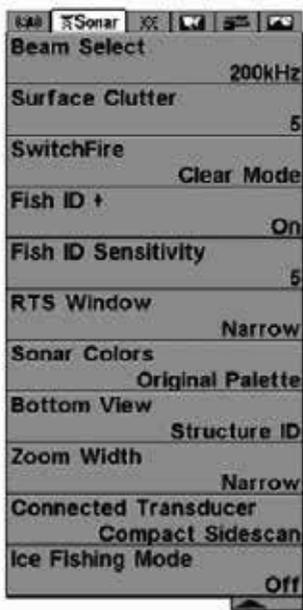 Sonar
Beam Select
200kHz
Surface Clutter
5
SwitchFire
Clear Mode
Fish ID +
On
Fish ID Sensitivity
5
RTS Window
Narrow
Sonar Colors
Original Palette
Bottom View
Structure ID
Zoom Width
Narrow
Connected Transducer
Compact Sidescan
Ice Fishing Mode
Off